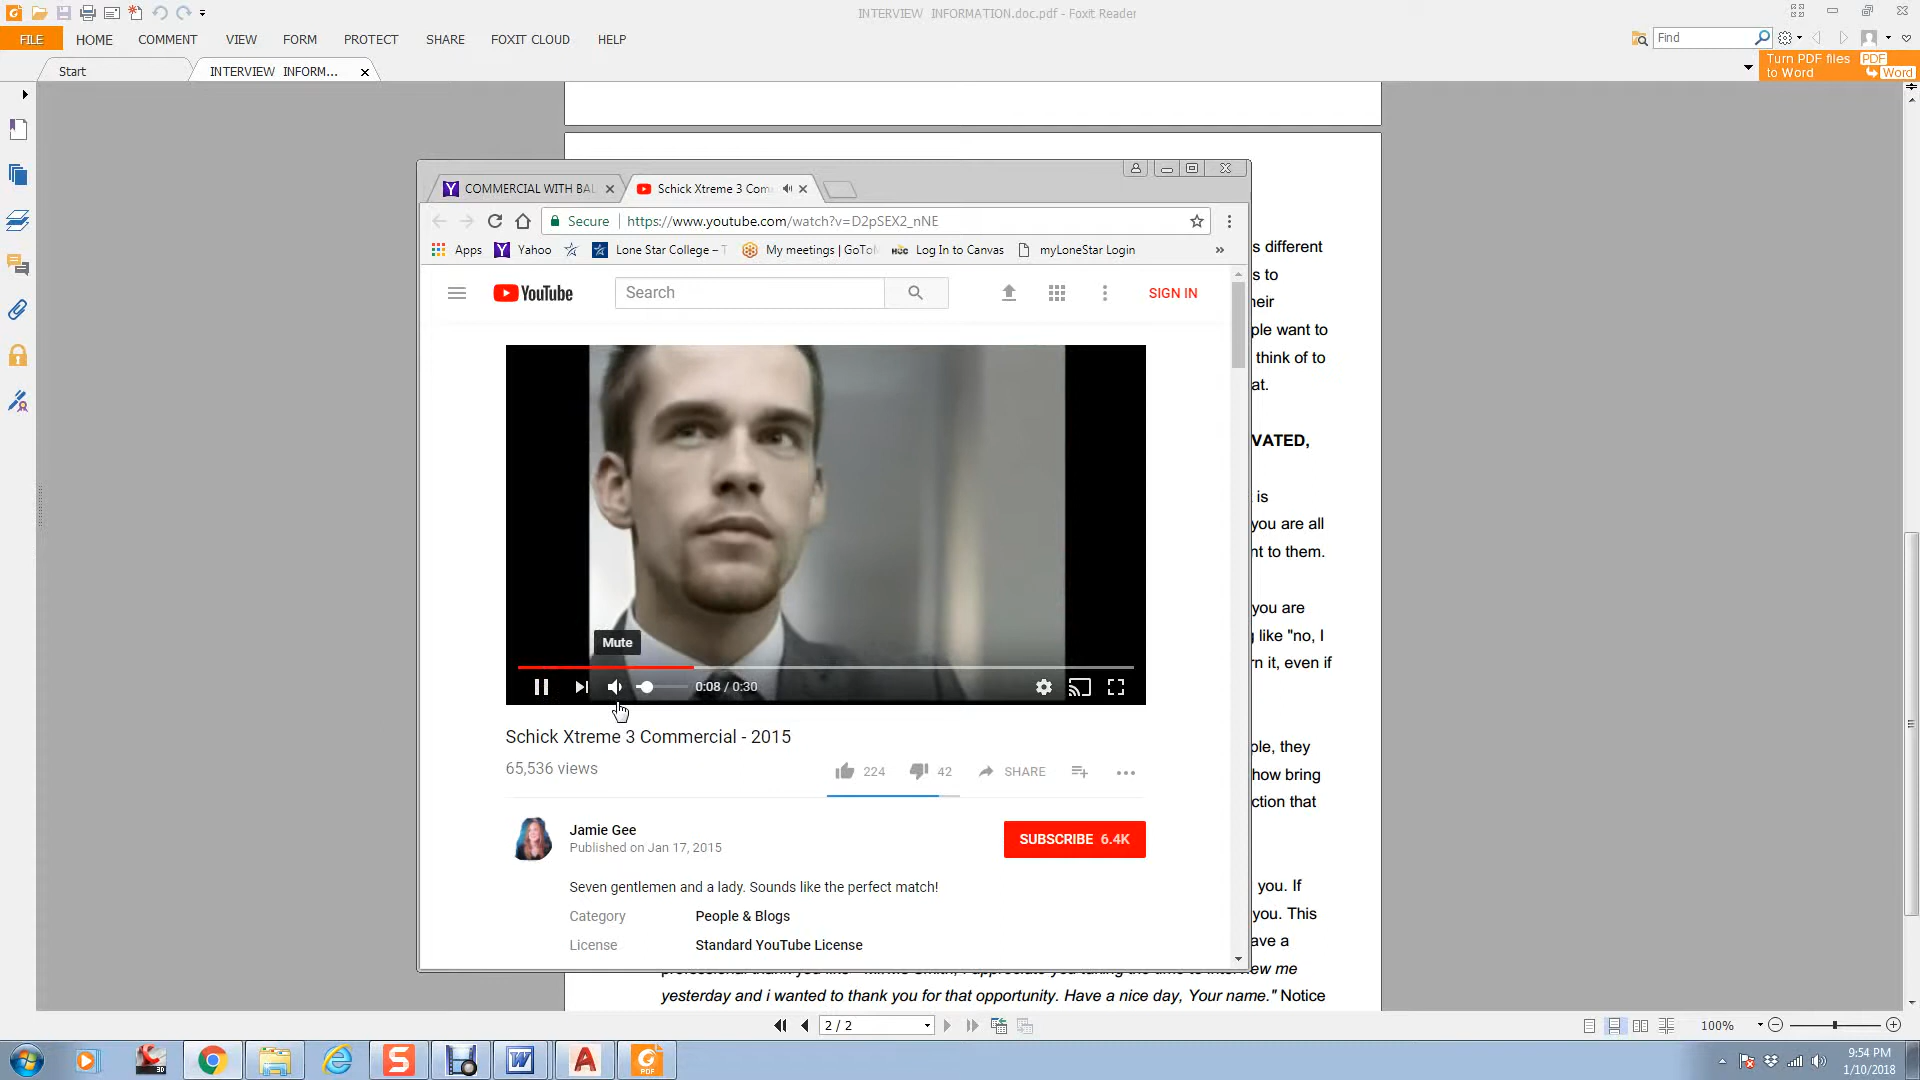 INTERVIEW INFORMATION.doc.pdf - Foxit Reader
FILE HOME COMMENT VIEW FORM PROTECT SHARE FOXIT CLOUD HELP
Find
Start
INTERVIEW INFORM...
Turn PDF files
to Word
PDF
Word
COMMERCIAL WITH BAL
Schick Xtreme 3 Com
Secure https://www.youtube.com/watch?v=D2pSEX2_nNE
Apps Yahoo Lone Star College – My meetings | GoTo Log In to Canvas myLoneStar Login »
YouTube
Search
SIGN IN
Mute
0:08 / 0:30
Schick Xtreme 3 Commercial - 2015
65,536 views
224 42 SHARE
Jamie Gee
Published on Jan 17, 2015
SUBSCRIBE 6.4K
Seven gentlemen and a lady. Sounds like the perfect match!
Category People & Blogs
License Standard YouTube License
s different
s to
heir
ple want to
think of to
at.
VATED,
is
you are all
nt to them.
you are
like "no, I
rn it, even if
ple, they
how bring
ction that
you. If
you. This
ave a
yesterday and i wanted to thank you for that opportunity. Have a nice day, Your name." Notice
2 / 2
100%
9:54 PM
1/10/2018